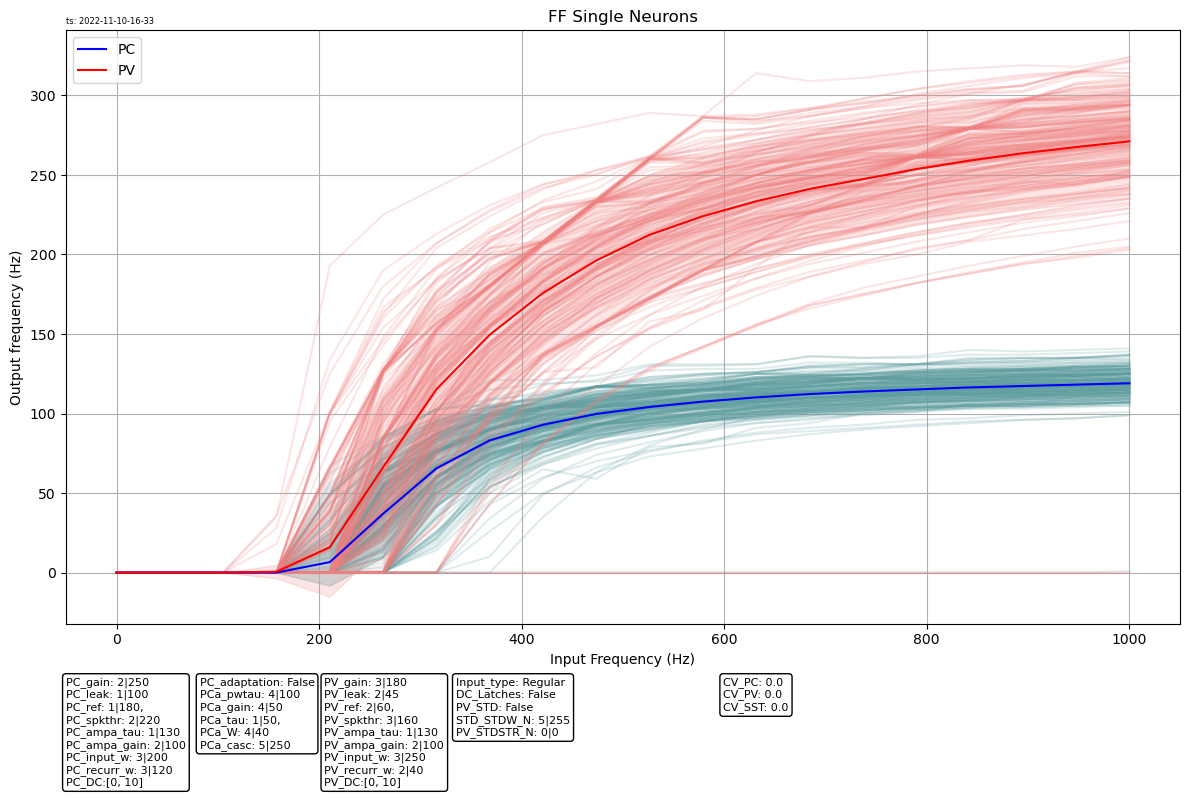 ts: 2022-11-10-16-33
FF Single Neurons
PC
PV
Output frequency (Hz)
300
250
200
150
100
50
0
0 200 400 600 800 1000
Input Frequency (Hz)
PC_gain: 2|250
PC_leak: 1|100
PC_ref: 1|180,
PC_spkthr: 2|220
PC_ampa_tau: 1|130
PC_ampa_gain: 2|100
PC_input_w: 3|200
PC_recurr_w: 3|120
PC_DC:[0, 10]
PC_adaptation: False
PCa_pwtau: 4|100
PCa_gain: 4|50
PCa_tau: 1|50,
PCa_W: 4|40
PCa_casc: 5|250
PV_gain: 3|180
PV_leak: 2|45
PV_ref: 2|60,
PV_spkthr: 3|160
PV_ampa_tau: 1|130
PV_ampa_gain: 2|100
PV_input_w: 3|250
PV_recurr_w: 2|40
PV_DC:[0, 10]
Input_type: Regular
DC_Latches: False
PV_STD: False
STD_STDW_N: 5|255
PV_STDSTR_N: 0|0
CV_PC: 0.0
CV_PV: 0.0
CV_SST: 0.0